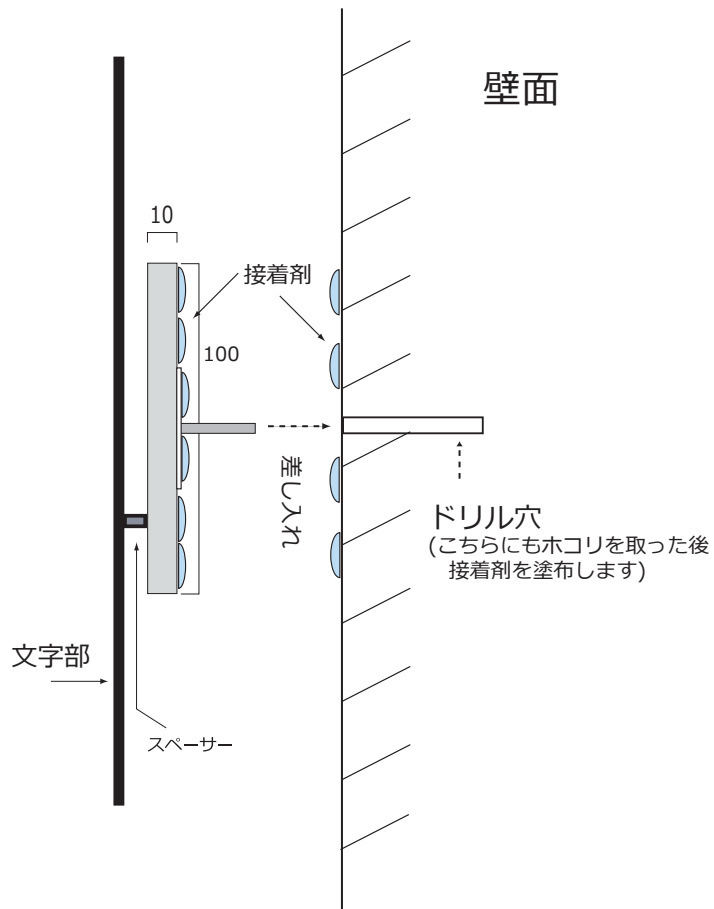 壁面
10
接着剤
100
差し入れ
ドリル穴
(こちらにもホコリを取った後
接着剤を塗布します)
文字部
スペーサー